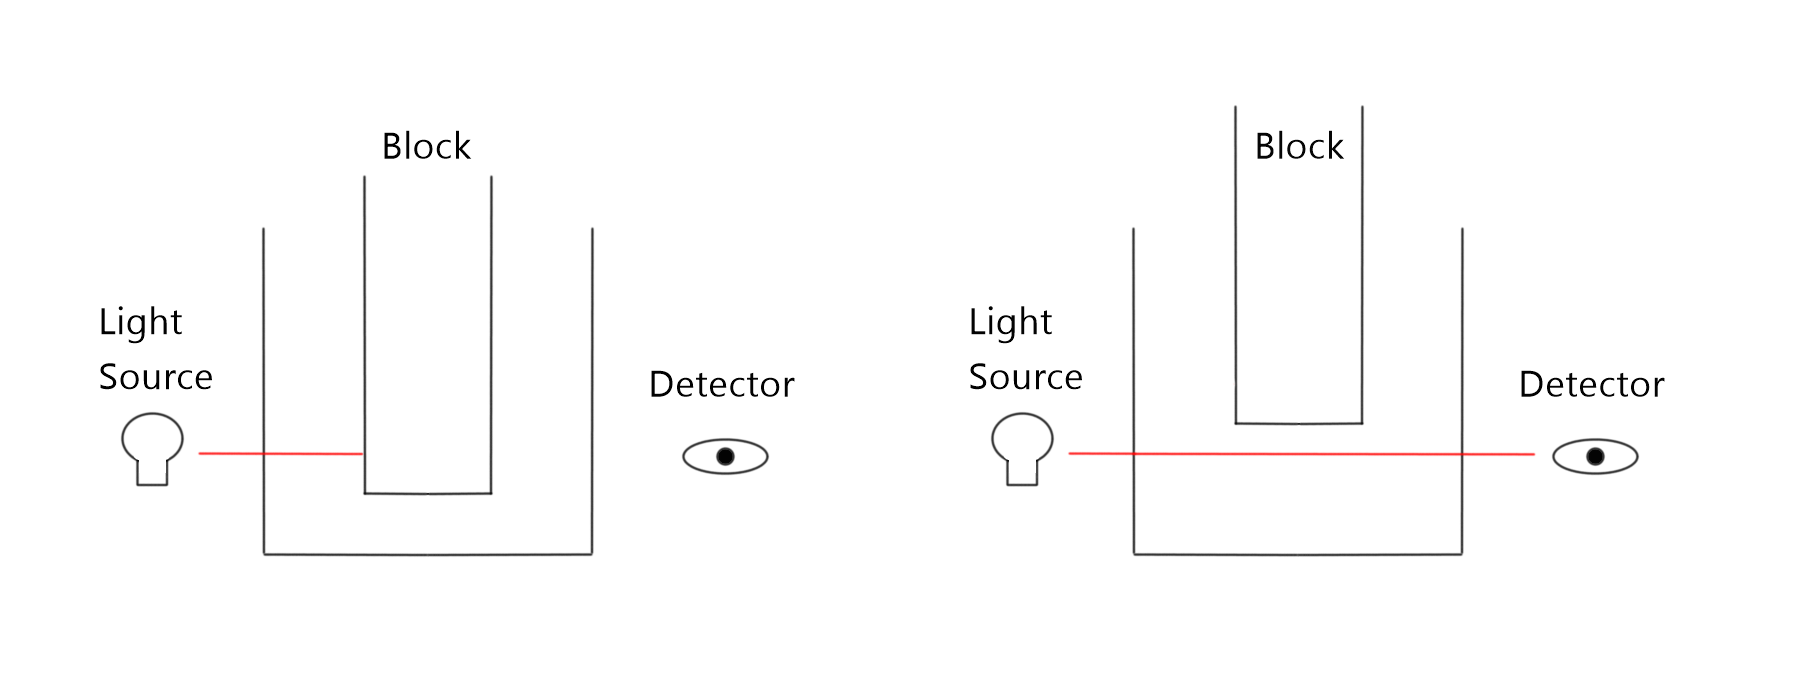 Block
Light
Source
Detector
Block
Light
Source
Detector